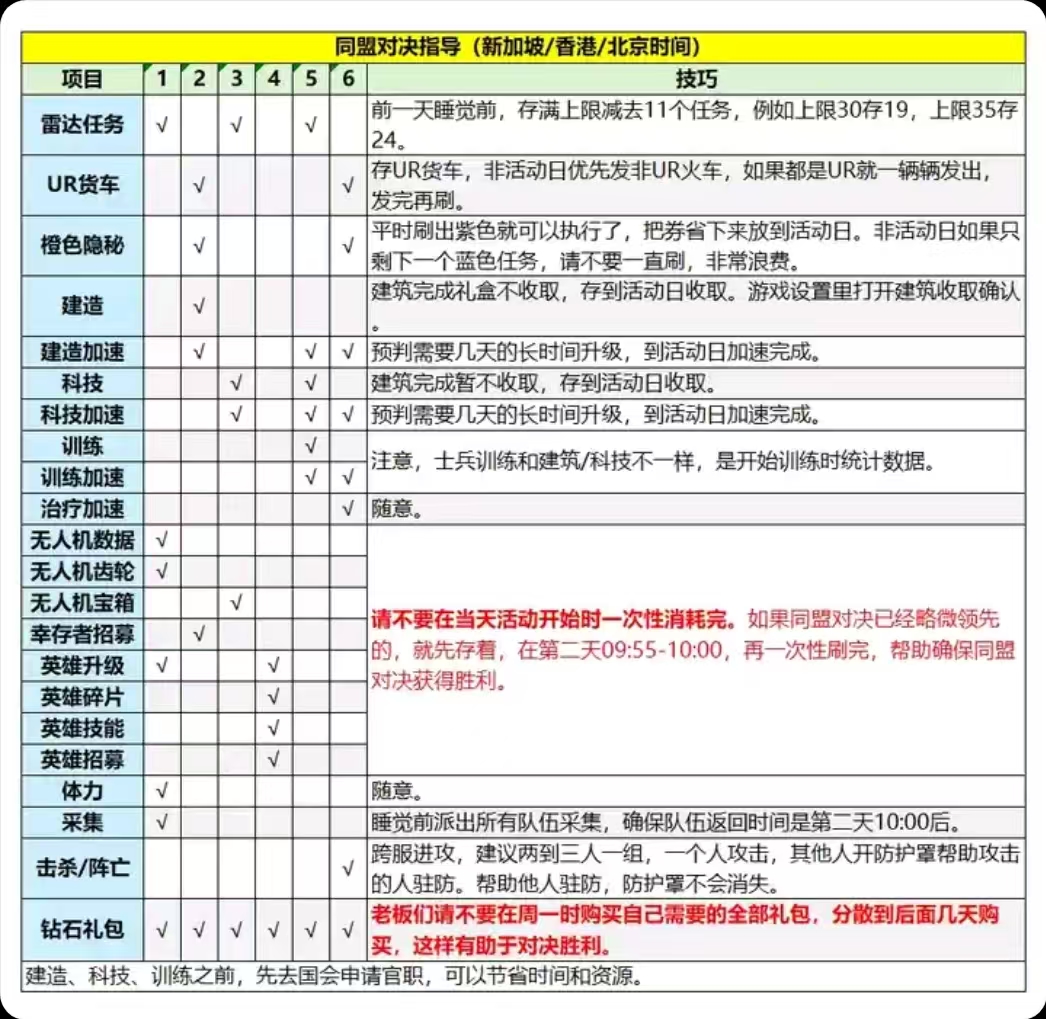 同盟对决指导（新加坡/香港/北京时间）
项目 1 2 3 4 5 6 技巧
雷达任务 √ √ √ 前一天睡觉前，存满上限减去11个任务，例如上限30存19，上限35存
24。
UR货车 √ √ 存UR货车，非活动日优先发非UR火车，如果都是UR就一辆辆发出，
发完再刷。
橙色隐秘 √ √ 平时刷出紫色就可以执行了，把券省下来放到活动日。非活动日如果只
剩下一个蓝色任务，请不要一直刷，非常浪费。
建造 √ 建筑完成礼盒不收取，存到活动日收取。游戏设置里打开建筑收取确认
。
建造加速 √ √ √ 预判需要几天的长时间升级，到活动日加速完成。
科技 √ √ 建筑完成暂不收取，存到活动日收取。
科技加速 √ √ √ 预判需要几天的长时间升级，到活动日加速完成。
训练 √
注意，士兵训练和建筑/科技不一样，是开始训练时统计数据。
训练加速 √ √
治疗加速 √ 随意。
无人机数据 √
无人机齿轮 √
无人机宝箱 √
请不要在当天活动开始时一次性消耗完。如果同盟对决已经略微领先
幸存者招募 √
的，就先存着，在第二天09:55-10:00，再一次性刷完，帮助确保同盟
英雄升级 √ √
对决获得胜利。
英雄碎片 √
英雄技能 √
英雄招募 √
体力 √ 随意。
采集 √ 睡觉前派出所有队伍采集，确保队伍返回时间是第二天10:00后。
击杀/阵亡 √ 跨服进攻，建议两到三人一组，一个人攻击，其他人开防护罩帮助攻击
的人驻防。帮助他人驻防，防护罩不会消失。
钻石礼包 √ √ √ √ √ √ 老板们请不要在周一时购买自己需要的全部礼包，分散到后面几天购
买，这样有助于对决胜利。
建造、科技、训练之前，先去国会申请官职，可以节省时间和资源。